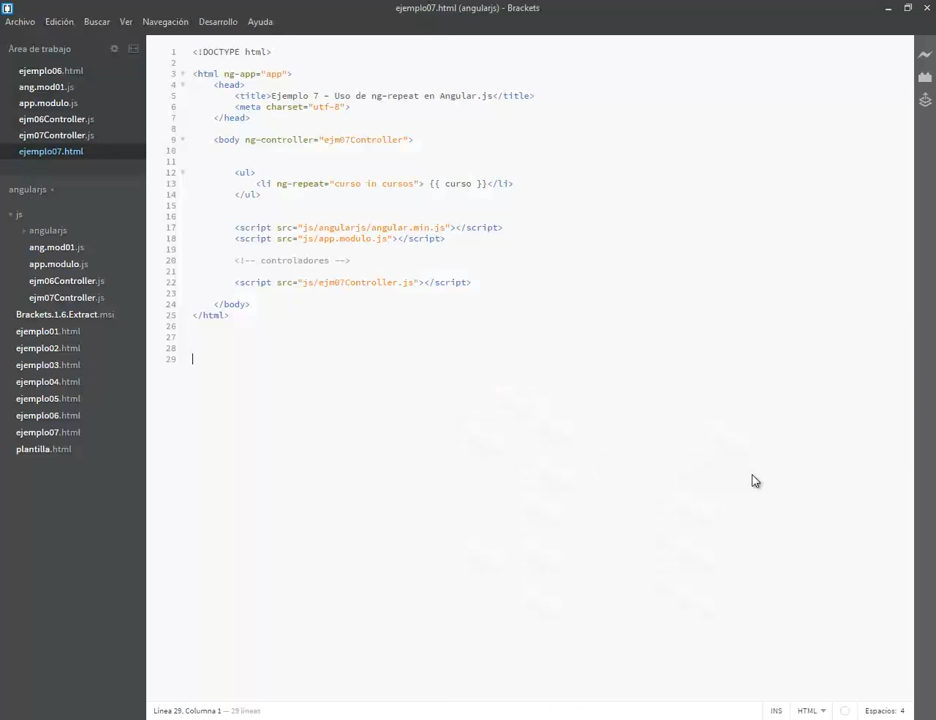 ejemplo07.html (angularjs) - Brackets
Archivo Edición Buscar Ver Navegación Desarrollo Ayuda
Área de trabajo
ejemplo06.html
ang.mod01.js
app.modulo.js
ejm06Controller.js
ejm07Controller.js
ejemplo07.html
angularjs
js
angularjs
ang.mod01.js
app.modulo.js
ejm06Controller.js
ejm07Controller.js
Brackets.1.6.Extract.msi
ejemplo01.html
ejemplo02.html
ejemplo03.html
ejemplo04.html
ejemplo05.html
ejemplo06.html
ejemplo07.html
plantilla.html
1 <!DOCTYPE html>
2
3 <html ng-app="app">
4 <head>
5 <title>Ejemplo 7 - Uso de ng-repeat en Angular.js</title>
6 <meta charset="utf-8">
7 </head>
8
9 <body ng-controller="ejm07Controller">
10
11
12 <ul>
13 <li ng-repeat="curso in cursos"> {{ curso }}</li>
14 </ul>
15
16
17 <script src="js/angularjs/angular.min.js"></script>
18 <script src="js/app.modulo.js"></script>
19
20 <!-- controladores -->
21
22 <script src="js/ejm07Controller.js"></script>
23
24 </body>
25 </html>
26
27
28
29
Línea 29, Columna 1 — 29 líneas
INS HTML Espacios: 4